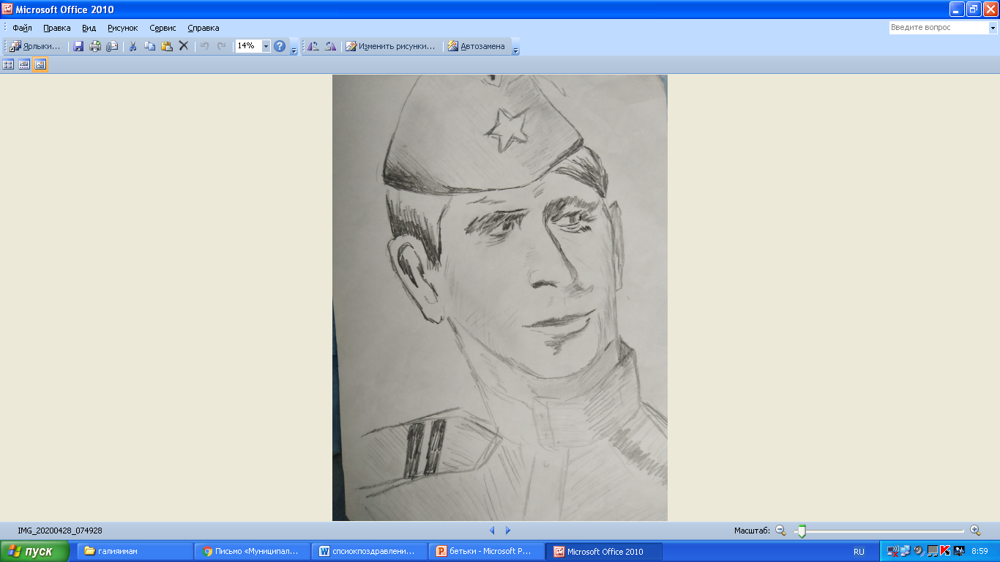 Microsoft Office 2010
Файл Правка Вид Рисунок Сервис Справка
Введите вопрос
Ярлыки... 14% Изменить рисунки... Автозамена
IMG_20200428_074928
Масштаб:
пуск галияимам Письмо «Муниципал... спсиокпоздравлени... бетьки - Microsoft P... Microsoft Office 2010 RU 8:59